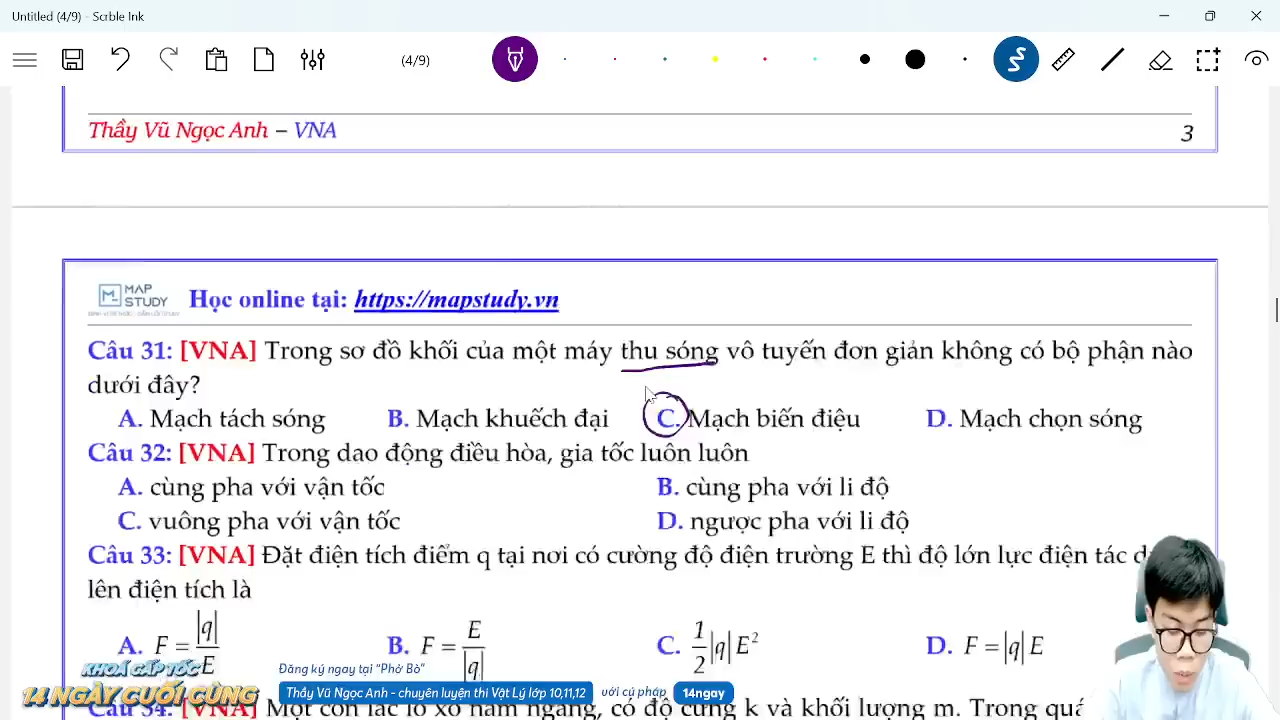 Untitled (4/9) - Scrble Ink
(4/9)
Thầy Vũ Ngọc Anh – VNA
3
MAP STUDY
Học online tại: https://mapstudy.vn
Câu 31: [VNA] Trong sơ đồ khối của một máy thu sóng vô tuyến đơn giản không có bộ phận nào
dưới đây?
A. Mạch tách sóng B. Mạch khuếch đại C. Mạch biến điệu D. Mạch chọn sóng
Câu 32: [VNA] Trong dao động điều hòa, gia tốc luôn luôn
A. cùng pha với vận tốc B. cùng pha với li độ
C. vuông pha với vận tốc D. ngược pha với li độ
Câu 33: [VNA] Đặt điện tích điểm q tại nơi có cường độ điện trường E thì độ lớn lực điện tác
lên điện tích là
A. F = |q|/E B. F = E/|q| C. 1/2 |q| E² D. F = |q| E
KHOÁ CẤP TỐC
14 NGÀY CUỐI CÙNG
Đăng ký ngay tại "Phở Bò"
Thầy Vũ Ngọc Anh - chuyên luyện thi Vật Lý lớp 10,11,12 với cú pháp 14ngay
Câu 34: [VNA] Một con lắc lò xo nằm ngang, có độ cứng k và khối lượng m. Trong